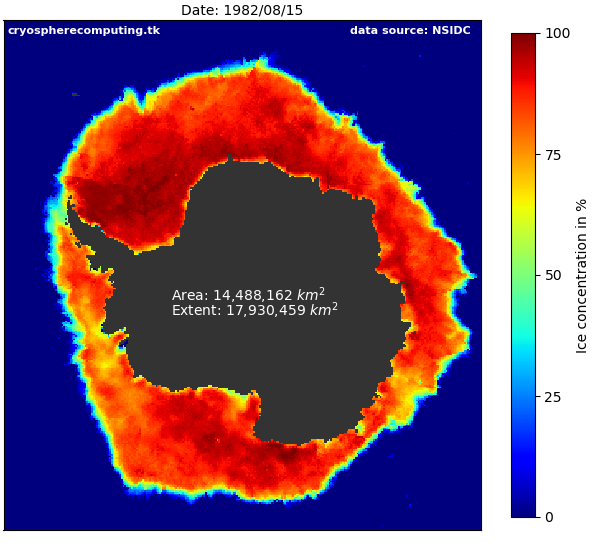 Date: 1982/08/15
cryospherecomputing.tk
data source: NSIDC
Area: 14,488,162 km²
Extent: 17,930,459 km²
100
75
50
25
0
Ice concentration in %